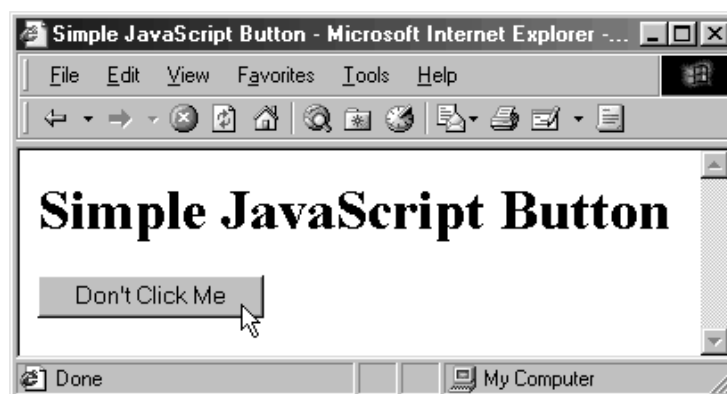 Simple JavaScript Button - Microsoft Internet Explorer -...
File Edit View Favorites Tools Help
Simple JavaScript Button
Don't Click Me
Done My Computer